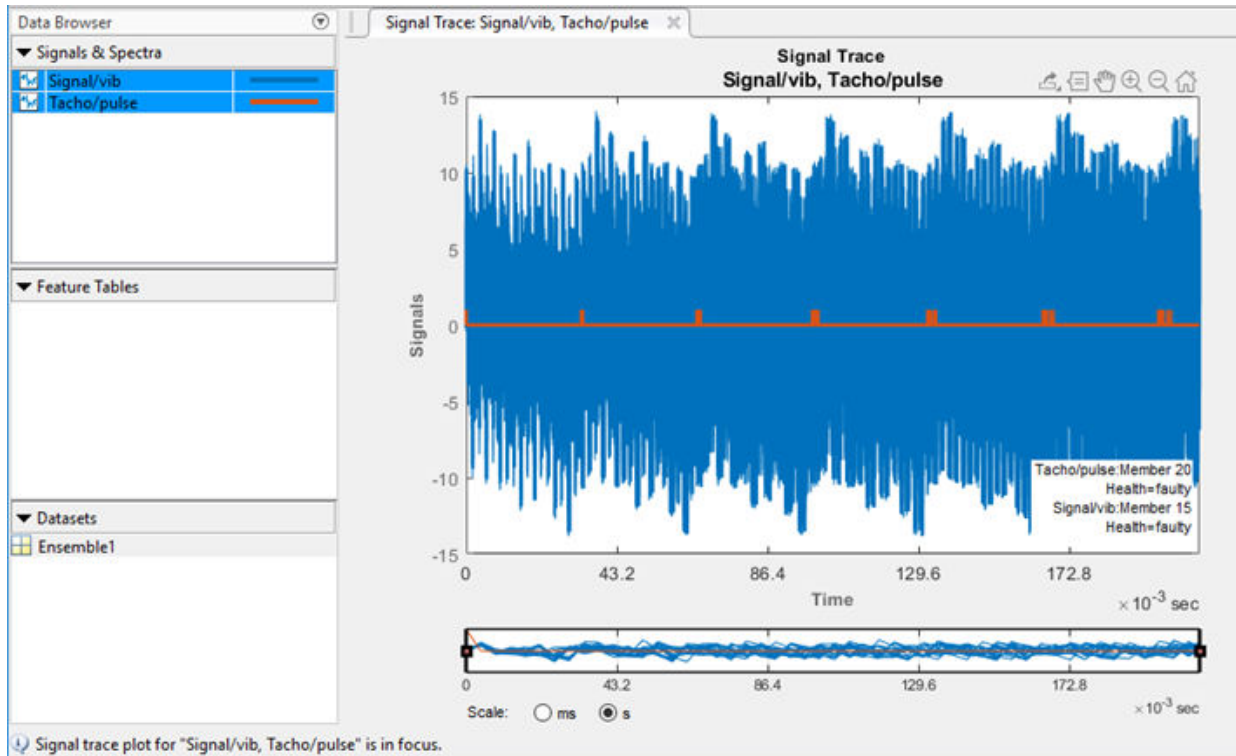 Data Browser
Signals & Spectra
Signal/vib
Tacho/pulse
Feature Tables
Datasets
Ensemble1
Signal Trace: Signal/vib, Tacho/pulse
Signal Trace
Signal/vib, Tacho/pulse
15
10
5
0
-5
-10
-15
Signals
Tacho/pulse:Member 20
Health=faulty
Signal/vib:Member 15
Health=faulty
0 43.2 86.4 129.6 172.8
Time
×10⁻³ sec
0 43.2 86.4 129.6 172.8
×10⁻³ sec
Scale: ms s
Signal trace plot for "Signal/vib, Tacho/pulse" is in focus.